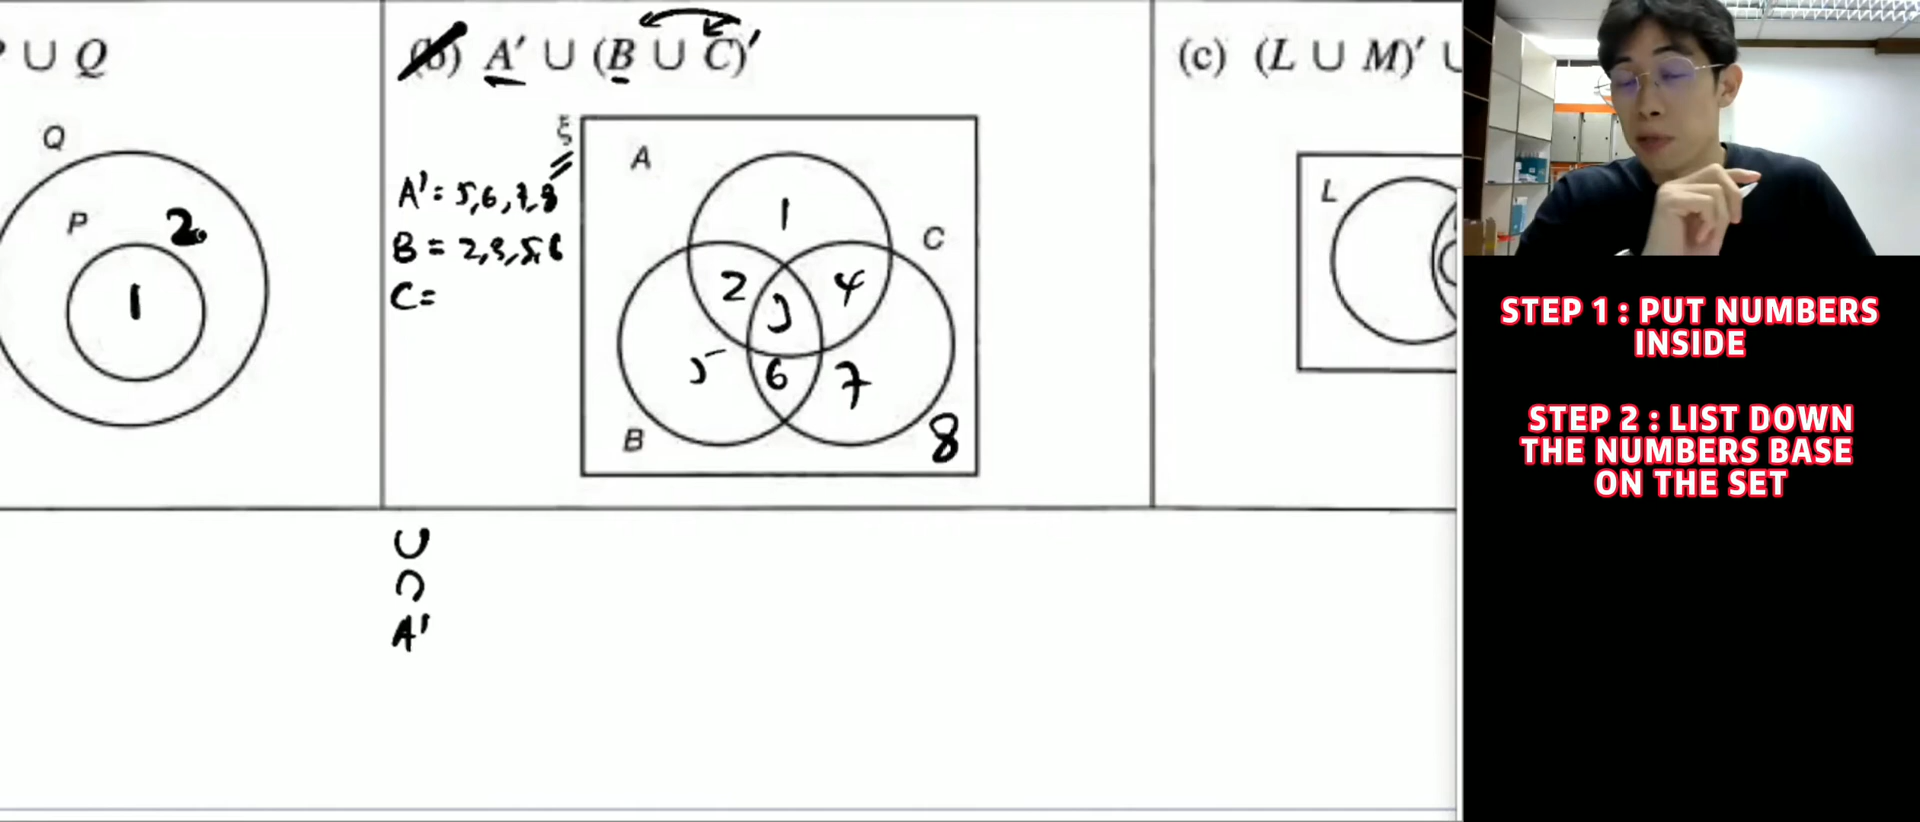 ∪ Q
(b) A′ ∪ (B ∪ C)′
(c) (L ∪ M)′ ∪
Q
P
2
1
ξ
A' = 5,6,7,8
B = 2,3,5,6
C=
A
1
C
2
3
4
5
6
7
B
8
L
∪
∩
A'
STEP 1 : PUT NUMBERS
INSIDE
STEP 2 : LIST DOWN
THE NUMBERS BASE
ON THE SET